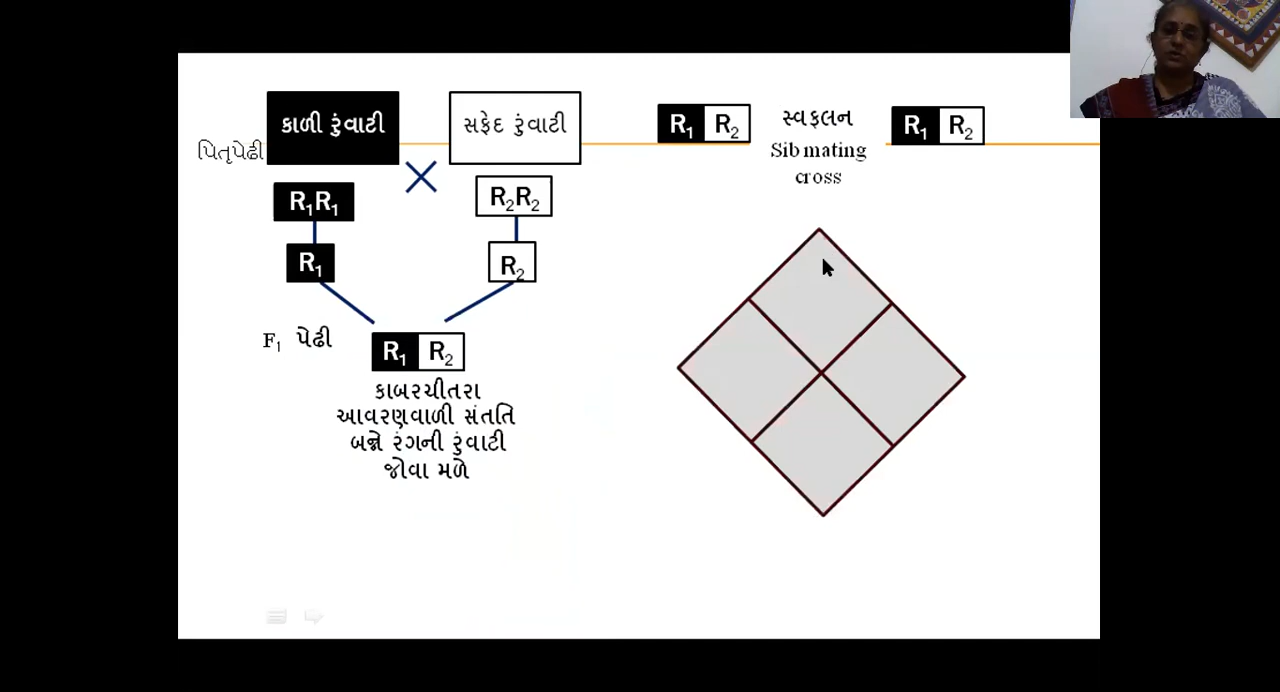 કાળી રુંવાટી
સફેદ રુંવાટી
પિતૃપેઢી
R₁R₁
R₂R₂
R₁
R₂
F₁ પેઢી
R₁ R₂
કાબરચીતરા
આવરણવાળી સંતતિ
બન્ને રંગની રુંવાટી
જોવા મળે
R₁ R₂
સ્વફલન
R₁ R₂
Sib mating
cross